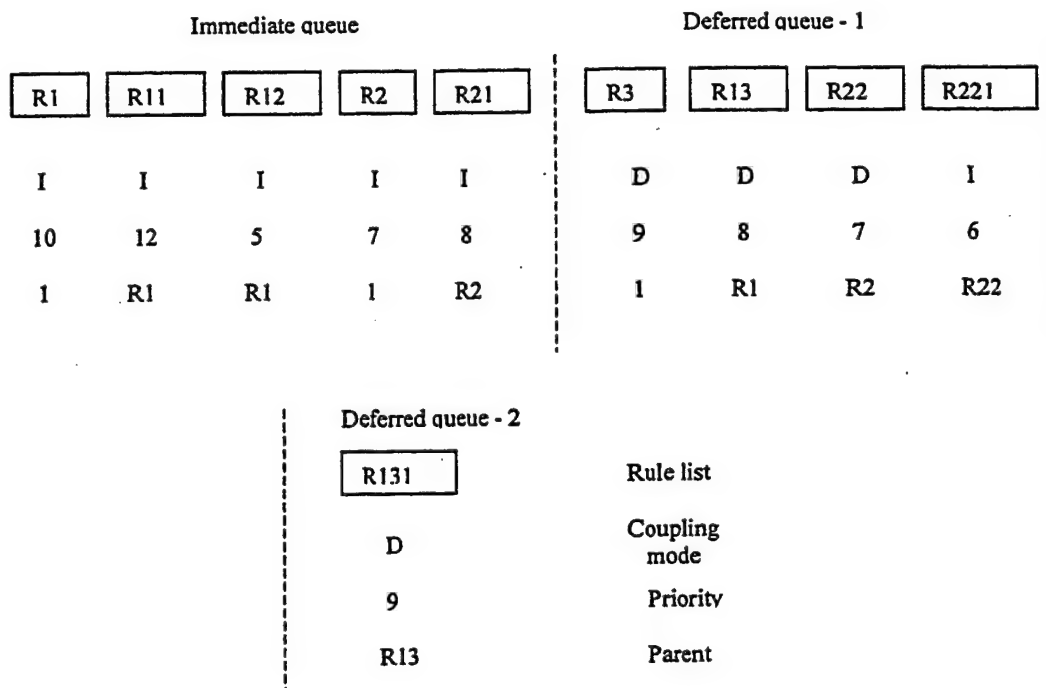 Immediate queue
Deferred queue - 1
R1 R11 R12 R2 R21 R3 R13 R22 R221
I I I I I D D D I
10 12 5 7 8 9 8 7 6
1 R1 R1 1 R2 1 R1 R2 R22
Deferred queue - 2
R131 Rule list
D Coupling
mode
9 Priority
R13 Parent